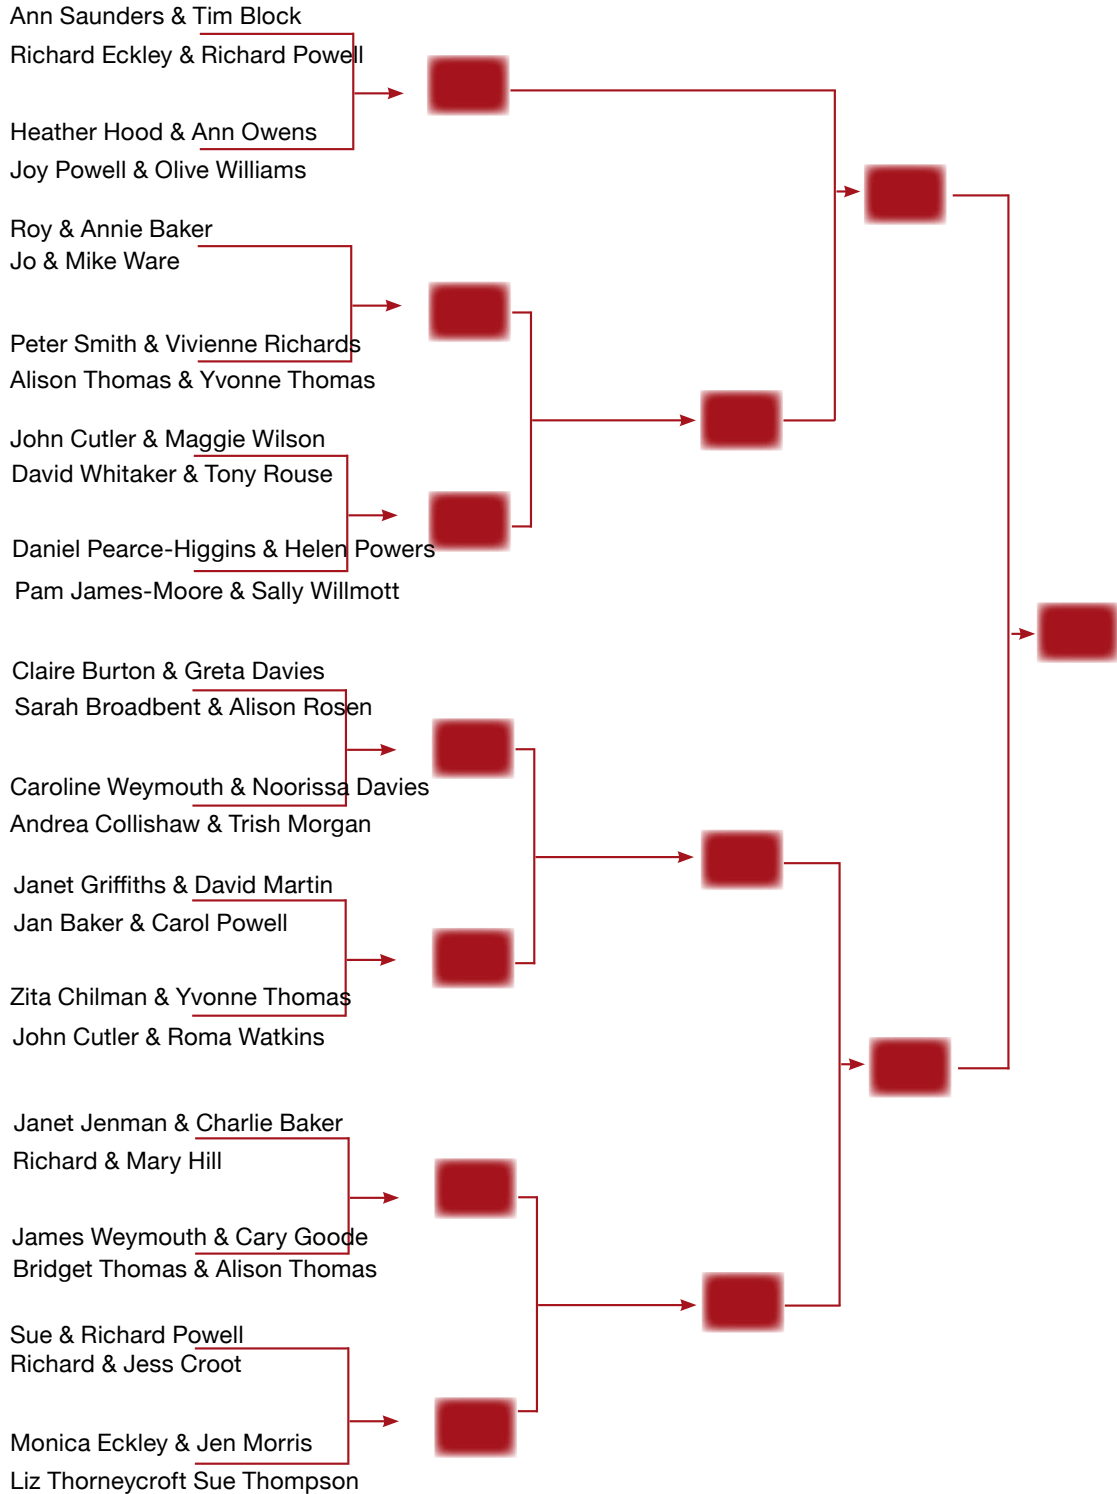 Ann Saunders & Tim Block
Richard Eckley & Richard Powell
Heather Hood & Ann Owens
Joy Powell & Olive Williams
Roy & Annie Baker
Jo & Mike Ware
Peter Smith & Vivienne Richards
Alison Thomas & Yvonne Thomas
John Cutler & Maggie Wilson
David Whitaker & Tony Rouse
Daniel Pearce-Higgins & Helen Powers
Pam James-Moore & Sally Willmott
Claire Burton & Greta Davies
Sarah Broadbent & Alison Rosen
Caroline Weymouth & Noorissa Davies
Andrea Collishaw & Trish Morgan
Janet Griffiths & David Martin
Jan Baker & Carol Powell
Zita Chilman & Yvonne Thomas
John Cutler & Roma Watkins
Janet Jenman & Charlie Baker
Richard & Mary Hill
James Weymouth & Cary Goode
Bridget Thomas & Alison Thomas
Sue & Richard Powell
Richard & Jess Croot
Monica Eckley & Jen Morris
Liz Thorneycroft Sue Thompson